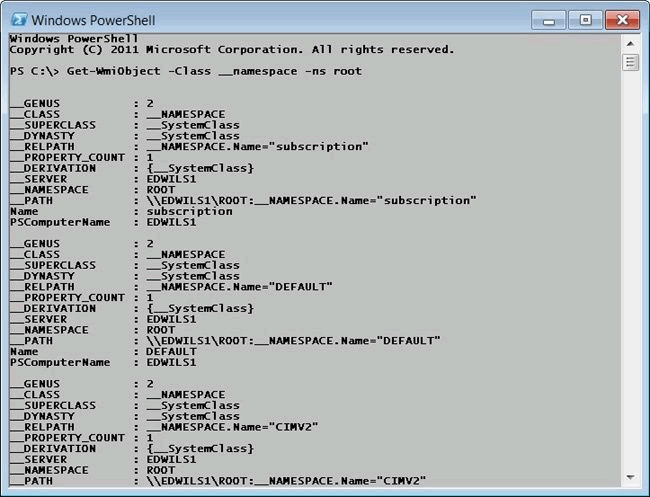 Windows PowerShell
Windows PowerShell
Copyright (C) 2011 Microsoft Corporation. All rights reserved.
PS C:\> Get-WmiObject -Class __namespace -ns root
__GENUS          : 2
__CLASS          : __NAMESPACE
__SUPERCLASS     : __SystemClass
__DYNASTY        : __SystemClass
__RELPATH        : __NAMESPACE.Name="subscription"
__PROPERTY_COUNT : 1
__DERIVATION     : {__SystemClass}
__SERVER         : EDWILS1
__NAMESPACE      : ROOT
__PATH           : \\EDWILS1\ROOT:__NAMESPACE.Name="subscription"
Name             : subscription
PSComputerName   : EDWILS1
__GENUS          : 2
__CLASS          : __NAMESPACE
__SUPERCLASS     : __SystemClass
__DYNASTY        : __SystemClass
__RELPATH        : __NAMESPACE.Name="DEFAULT"
__PROPERTY_COUNT : 1
__DERIVATION     : {__SystemClass}
__SERVER         : EDWILS1
__NAMESPACE      : ROOT
__PATH           : \\EDWILS1\ROOT:__NAMESPACE.Name="DEFAULT"
Name             : DEFAULT
PSComputerName   : EDWILS1
__GENUS          : 2
__CLASS          : __NAMESPACE
__SUPERCLASS     : __SystemClass
__DYNASTY        : __SystemClass
__RELPATH        : __NAMESPACE.Name="CIMV2"
__PROPERTY_COUNT : 1
__DERIVATION     : {__SystemClass}
__SERVER         : EDWILS1
__NAMESPACE      : ROOT
__PATH           : \\EDWILS1\ROOT:__NAMESPACE.Name="CIMV2"